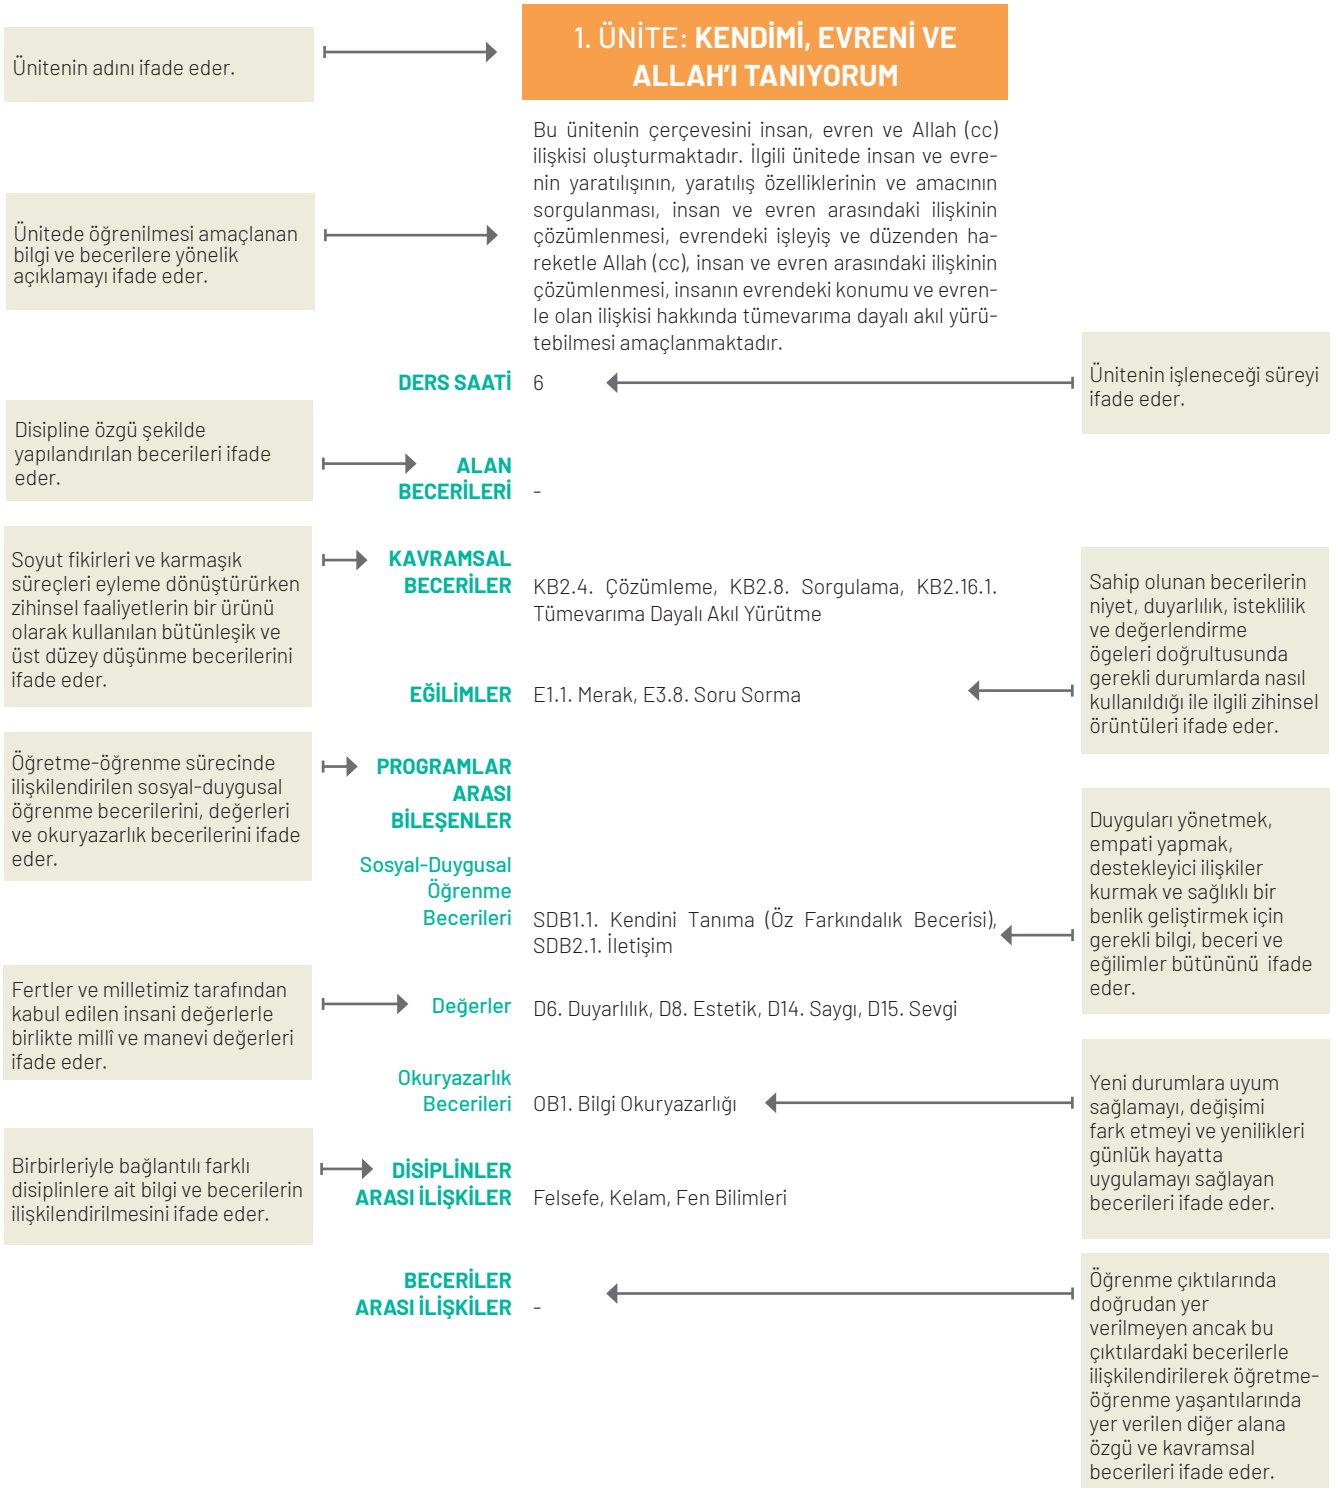 Ünitenin adını ifade eder.
1. ÜNİTE: KENDİMİ, EVRENİ VE
ALLAH’I TANIYORUM
Ünitede öğrenilmesi amaçlanan
bilgi ve becerilere yönelik
açıklamayı ifade eder.
Bu ünitenin çerçevesini insan, evren ve Allah (cc)
ilişkisi oluşturmaktadır. İlgili ünitede insan ve evre-
nin yaratılışının, yaratılış özelliklerinin ve amacının
sorgulanması, insan ve evren arasındaki ilişkinin
çözümlenmesi, evrendeki işleyiş ve düzenden ha-
reketle Allah (cc), insan ve evren arasındaki ilişkinin
çözümlenmesi, insanın evrendeki konumu ve evren-
le olan ilişkisi hakkında tümevarıma dayalı akıl yürü-
tebilmesi amaçlanmaktadır.
DERS SAATİ 6
Ünitenin işleneceği süreyi
ifade eder.
Disipline özgü şekilde
yapılandırılan becerileri ifade
eder.
ALAN
BECERİLERİ -
Soyut fikirleri ve karmaşık
süreçleri eyleme dönüştürürken
zihinsel faaliyetlerin bir ürünü
olarak kullanılan bütünleşik ve
üst düzey düşünme becerilerini
ifade eder.
KAVRAMSAL
BECERİLER KB2.4. Çözümleme, KB2.8. Sorgulama, KB2.16.1.
Tümevarıma Dayalı Akıl Yürütme
EĞİLİMLER E1.1. Merak, E3.8. Soru Sorma
Sahip olunan becerilerin
niyet, duyarlılık, isteklilik
ve değerlendirme
ögeleri doğrultusunda
gerekli durumlarda nasıl
kullanıldığı ile ilgili zihinsel
örüntüleri ifade eder.
Öğretme-öğrenme sürecinde
ilişkilendirilen sosyal-duygusal
öğrenme becerilerini, değerleri
ve okuryazarlık becerilerini ifade
eder.
PROGRAMLAR
ARASI
BİLEŞENLER
Sosyal-Duygusal
Öğrenme
Becerileri SDB1.1. Kendini Tanıma (Öz Farkındalık Becerisi),
SDB2.1. İletişim
Duyguları yönetmek,
empati yapmak,
destekleyici ilişkiler
kurmak ve sağlıklı bir
benlik geliştirmek için
gerekli bilgi, beceri ve
eğilimler bütününü ifade
eder.
Fertler ve milletimiz tarafından
kabul edilen insani değerlerle
birlikte millî ve manevi değerleri
ifade eder.
Değerler D6. Duyarlılık, D8. Estetik, D14. Saygı, D15. Sevgi
Okuryazarlık
Becerileri OB1. Bilgi Okuryazarlığı
Yeni durumlara uyum
sağlamayı, değişimi
fark etmeyi ve yenilikleri
günlük hayatta
uygulamayı sağlayan
becerileri ifade eder.
Birbirleriyle bağlantılı farklı
disiplinlere ait bilgi ve becerilerin
ilişkilendirilmesini ifade eder.
DİSİPLİNLER
ARASI İLİŞKİLER Felsefe, Kelam, Fen Bilimleri
BECERİLER
ARASI İLİŞKİLER -
Öğrenme çıktılarında
doğrudan yer
verilmeyen ancak bu
çıktılardaki becerilerle
ilişkilendirilerek öğretme-
öğrenme yaşantılarında
yer verilen diğer alana
özgü ve kavramsal
becerileri ifade eder.